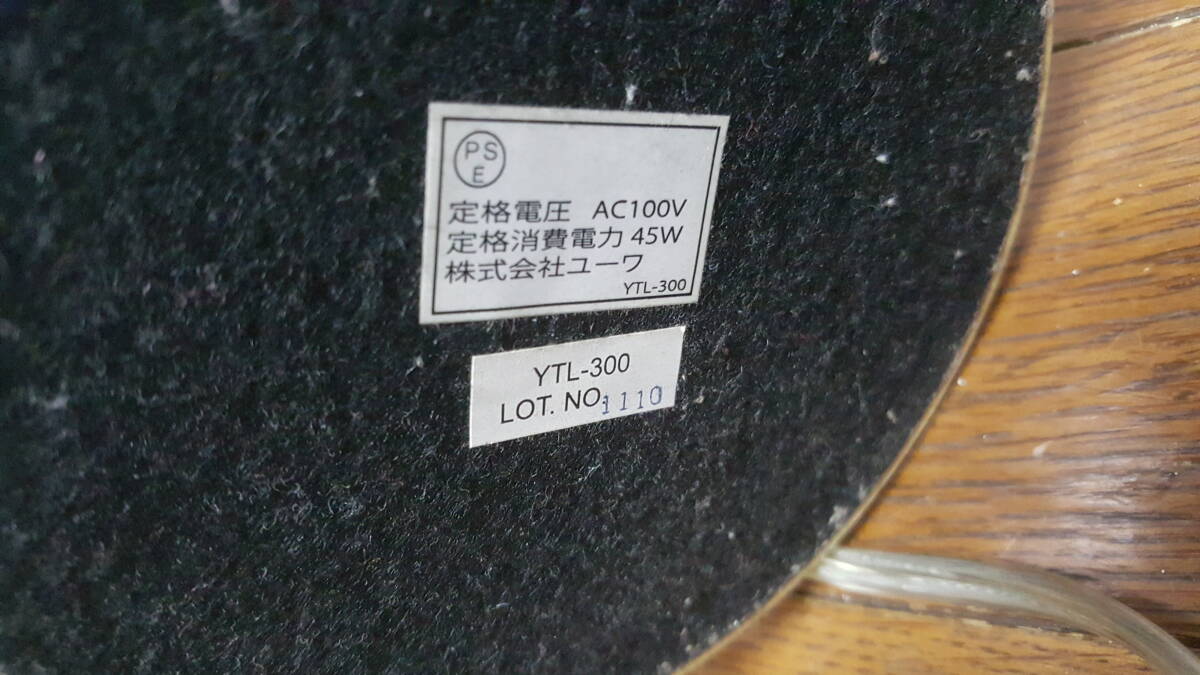 PS
E
定格電圧 AC100V
定格消費電力 45W
株式会社ユーワ
YTL-300
YTL-300
LOT. NO. 1110